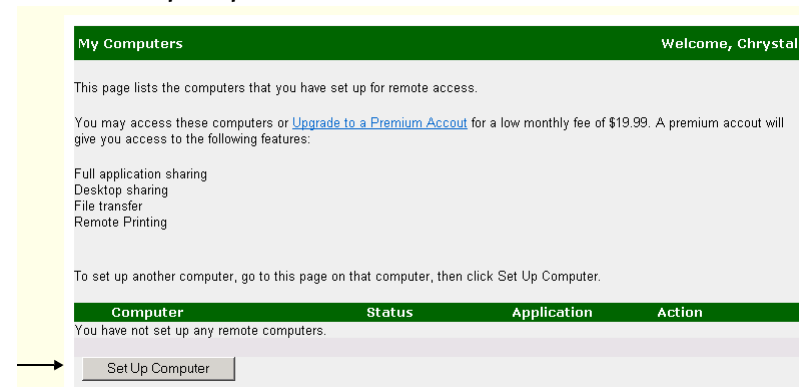 My Computers Welcome, Chrystal
This page lists the computers that you have set up for remote access.
You may access these computers or Upgrade to a Premium Accout for a low monthly fee of $19.99. A premium accout will
give you access to the following features:
Full application sharing
Desktop sharing
File transfer
Remote Printing
To set up another computer, go to this page on that computer, then click Set Up Computer.
Computer Status Application Action
You have not set up any remote computers.
Set Up Computer